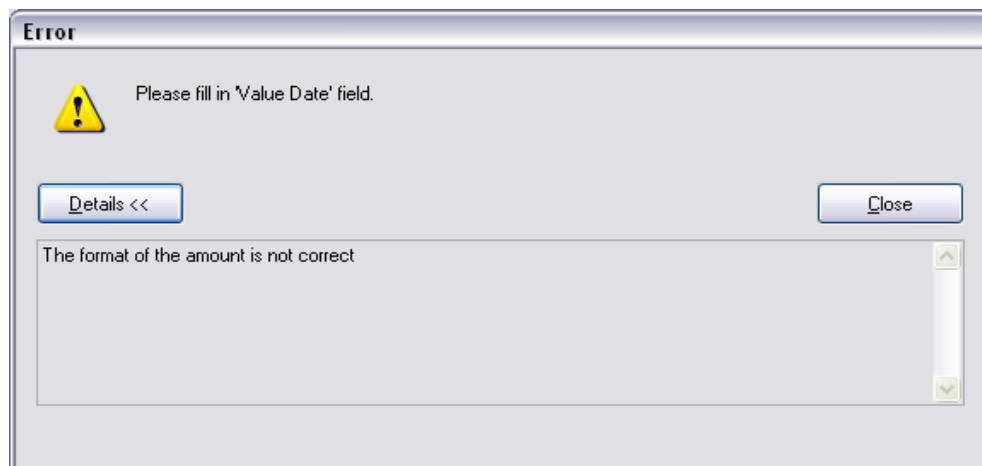 Error
Please fill in 'Value Date' field.
Details <<
Close
The format of the amount is not correct